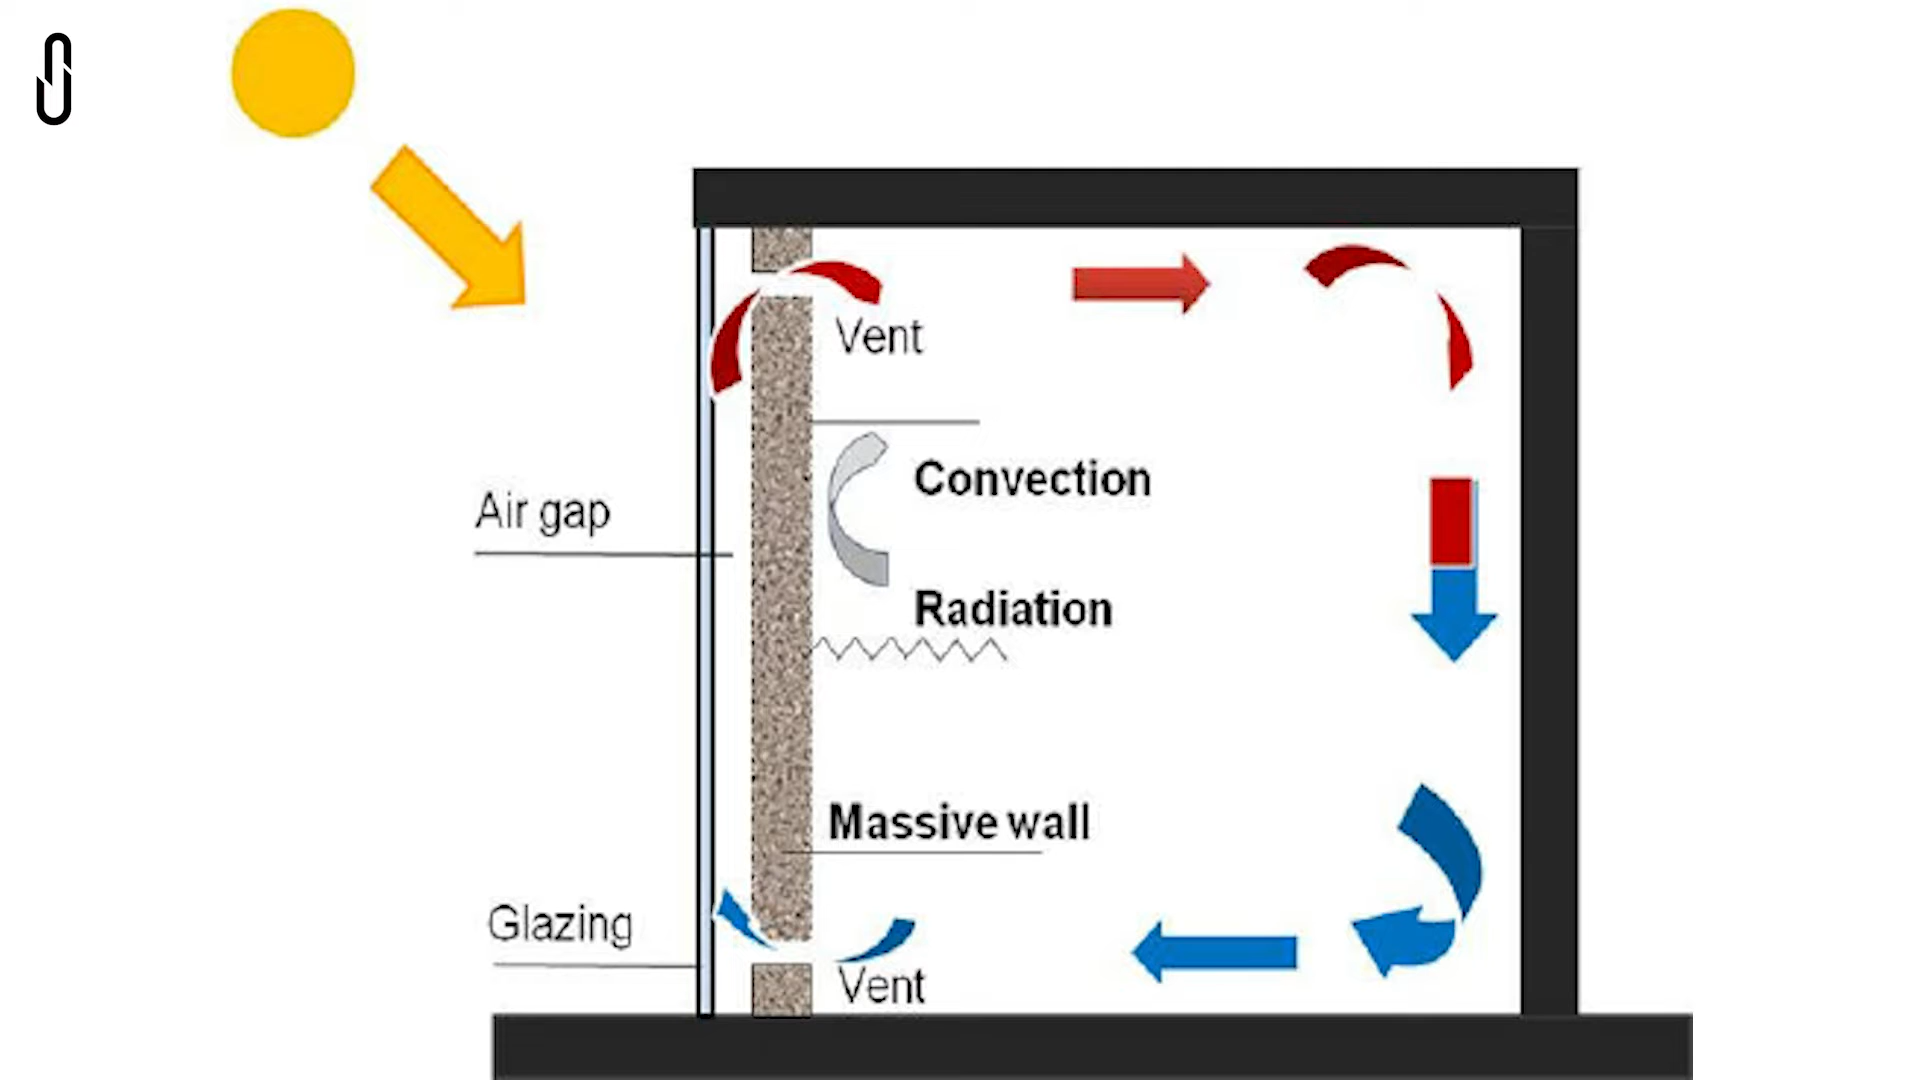 Vent
Air gap
Convection
Radiation
Massive wall
Glazing
Vent